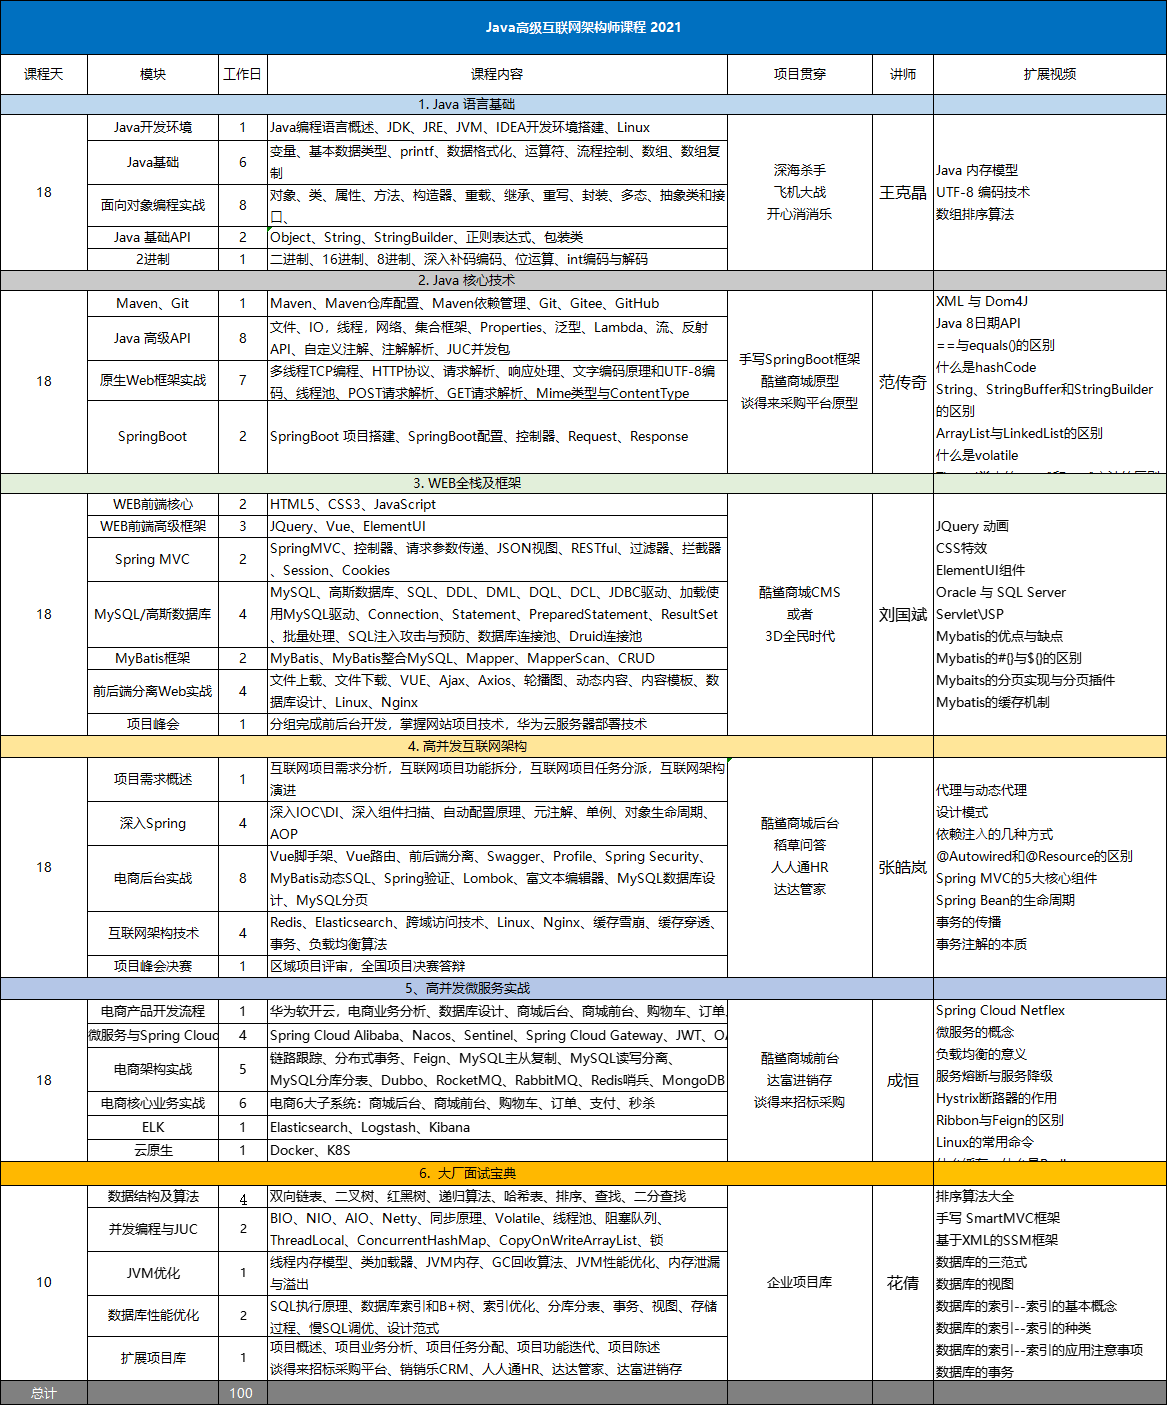 Java高级互联网架构师课程 2021
课程天 模块 工作日 课程内容 项目贯穿 讲师 扩展视频
1. Java 语言基础
18
Java开发环境 1 Java编程语言概述、JDK、JRE、JVM、IDEA开发环境搭建、Linux
Java基础 6 变量、基本数据类型、printf、数据格式化、运算符、流程控制、数组、数组复
制
面向对象编程实战 8 对象、类、属性、方法、构造器、重载、继承、重写、封装、多态、抽象类和接
口、
Java 基础API 2 Object、String、StringBuilder、正则表达式、包装类
2进制 1 二进制、16进制、8进制、深入补码编码、位运算、int编码与解码
深海杀手
飞机大战
开心消消乐
王克晶
Java 内存模型
UTF-8 编码技术
数组排序算法
2. Java 核心技术
18
Maven、Git 1 Maven、Maven仓库配置、Maven依赖管理、Git、Gitee、GitHub
Java 高级API 8 文件、IO，线程，网络、集合框架、Properties、泛型、Lambda、流、反射
API、自定义注解、注解解析、JUC并发包
原生Web框架实战 7 多线程TCP编程、HTTP协议、请求解析、响应处理、文字编码原理和UTF-8编
码、线程池、POST请求解析、GET请求解析、Mime类型与ContentType
SpringBoot 2 SpringBoot 项目搭建、SpringBoot配置、控制器、Request、Response
手写SpringBoot框架
酷鲨商城原型
谈得来采购平台原型
范传奇
XML 与 Dom4J
Java 8日期API
==与equals()的区别
什么是hashCode
String、StringBuffer和StringBuilder
的区别
ArrayList与LinkedList的区别
什么是volatile
3. WEB全栈及框架
18
WEB前端核心 2 HTML5、CSS3、JavaScript
WEB前端高级框架 3 JQuery、Vue、ElementUI
Spring MVC 2 SpringMVC、控制器、请求参数传递、JSON视图、RESTful、过滤器、拦截器
、Session、Cookies
MySQL/高斯数据库 4 MySQL、高斯数据库、SQL、DDL、DML、DQL、DCL、JDBC驱动、加载使
用MySQL驱动、Connection、Statement、PreparedStatement、ResultSet
、批量处理、SQL注入攻击与预防、数据库连接池、Druid连接池
MyBatis框架 2 MyBatis、MyBatis整合MySQL、Mapper、MapperScan、CRUD
前后端分离Web实战 4 文件上载、文件下载、VUE、Ajax、Axios、轮播图、动态内容、内容模板、数
据库设计、Linux、Nginx
项目峰会 1 分组完成前后台开发，掌握网站项目技术，华为云服务器部署技术
酷鲨商城CMS
或者
3D全民时代
刘国斌
JQuery 动画
CSS特效
ElementUI组件
Oracle 与 SQL Server
Servlet\JSP
Mybatis的优点与缺点
Mybatis的#{}与${}的区别
Mybaits的分页实现与分页插件
Mybatis的缓存机制
4. 高并发互联网架构
18
项目需求概述 1 互联网项目需求分析，互联网项目功能拆分，互联网项目任务分派，互联网架构
演进
深入Spring 4 深入IOC\DI、深入组件扫描、自动配置原理、元注解、单例、对象生命周期、
AOP
电商后台实战 8 Vue脚手架、Vue路由、前后端分离、Swagger、Profile、Spring Security、
MyBatis动态SQL、Spring验证、Lombok、富文本编辑器、MySQL数据库设
计、MySQL分页
互联网架构技术 4 Redis、Elasticsearch、跨域访问技术、Linux、Nginx、缓存雪崩、缓存穿透、
事务、负载均衡算法
项目峰会决赛 1 区域项目评审，全国项目决赛答辩
酷鲨商城后台
稻草问答
人人通HR
达达管家
张皓岚
代理与动态代理
设计模式
依赖注入的几种方式
@Autowired和@Resource的区别
Spring MVC的5大核心组件
Spring Bean的生命周期
事务的传播
事务注解的本质
5、高并发微服务实战
18
电商产品开发流程 1 华为软开云，电商业务分析、数据库设计、商城后台、商城前台、购物车、订单
微服务与Spring Cloud 4 Spring Cloud Alibaba、Nacos、Sentinel、Spring Cloud Gateway、JWT、
电商架构实战 5 链路跟踪、分布式事务、Feign、MySQL主从复制、MySQL读写分离、
MySQL分库分表、Dubbo、RocketMQ、RabbitMQ、Redis哨兵、MongoDB
电商核心业务实战 6 电商6大子系统：商城后台、商城前台、购物车、订单、支付、秒杀
ELK 1 Elasticsearch、Logstash、Kibana
云原生 1 Docker、K8S
酷鲨商城前台
达富进销存
谈得来招标采购
成恒
Spring Cloud Netflex
微服务的概念
负载均衡的意义
服务熔断与服务降级
Hystrix断路器的作用
Ribbon与Feign的区别
Linux的常用命令
6. 大厂面试宝典
10
数据结构及算法 4 双向链表、二叉树、红黑树、递归算法、哈希表、排序、查找、二分查找
并发编程与JUC 2 BIO、NIO、AIO、Netty、同步原理、Volatile、线程池、阻塞队列、
ThreadLocal、ConcurrentHashMap、CopyOnWriteArrayList、锁
JVM优化 1 线程内存模型、类加载器、JVM内存、GC回收算法、JVM性能优化、内存泄漏
与溢出
数据库性能优化 2 SQL执行原理、数据库索引和B+树、索引优化、分库分表、事务、视图、存储
过程、慢SQL调优、设计范式
扩展项目库 1 项目概述、项目业务分析、项目任务分配、项目功能迭代、项目陈述
谈得来招标采购平台、销销乐CRM、人人通HR、达达管家、达富进销存
企业项目库
花倩
排序算法大全
手写 SmartMVC框架
基于XML的SSM框架
数据库的三范式
数据库的视图
数据库的索引--索引的基本概念
数据库的索引--索引的种类
数据库的索引--索引的应用注意事项
数据库的事务
总计 100